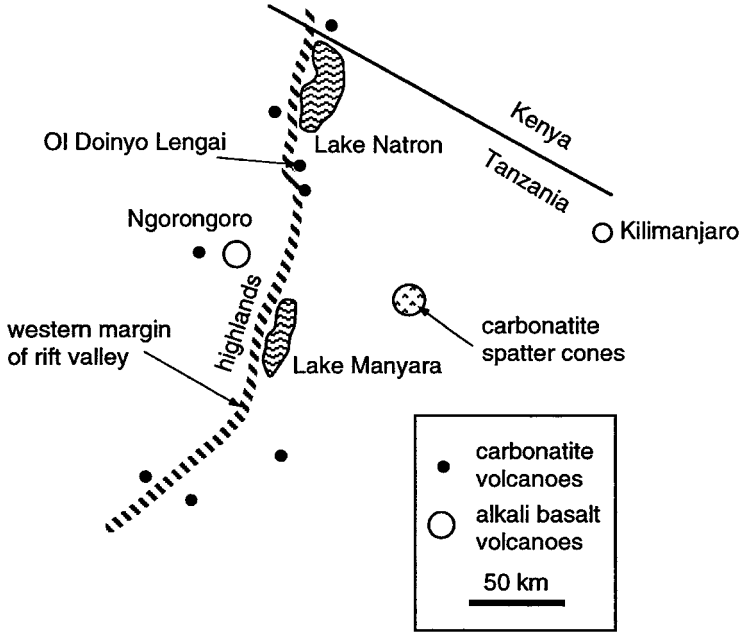 Kenya
Tanzania
Ol Doinyo Lengai
Lake Natron
Ngorongoro
Kilimanjaro
highlands
western margin
of rift valley
carbonatite
spatter cones
Lake Manyara
carbonatite
volcanoes
alkali basalt
volcanoes
50 km